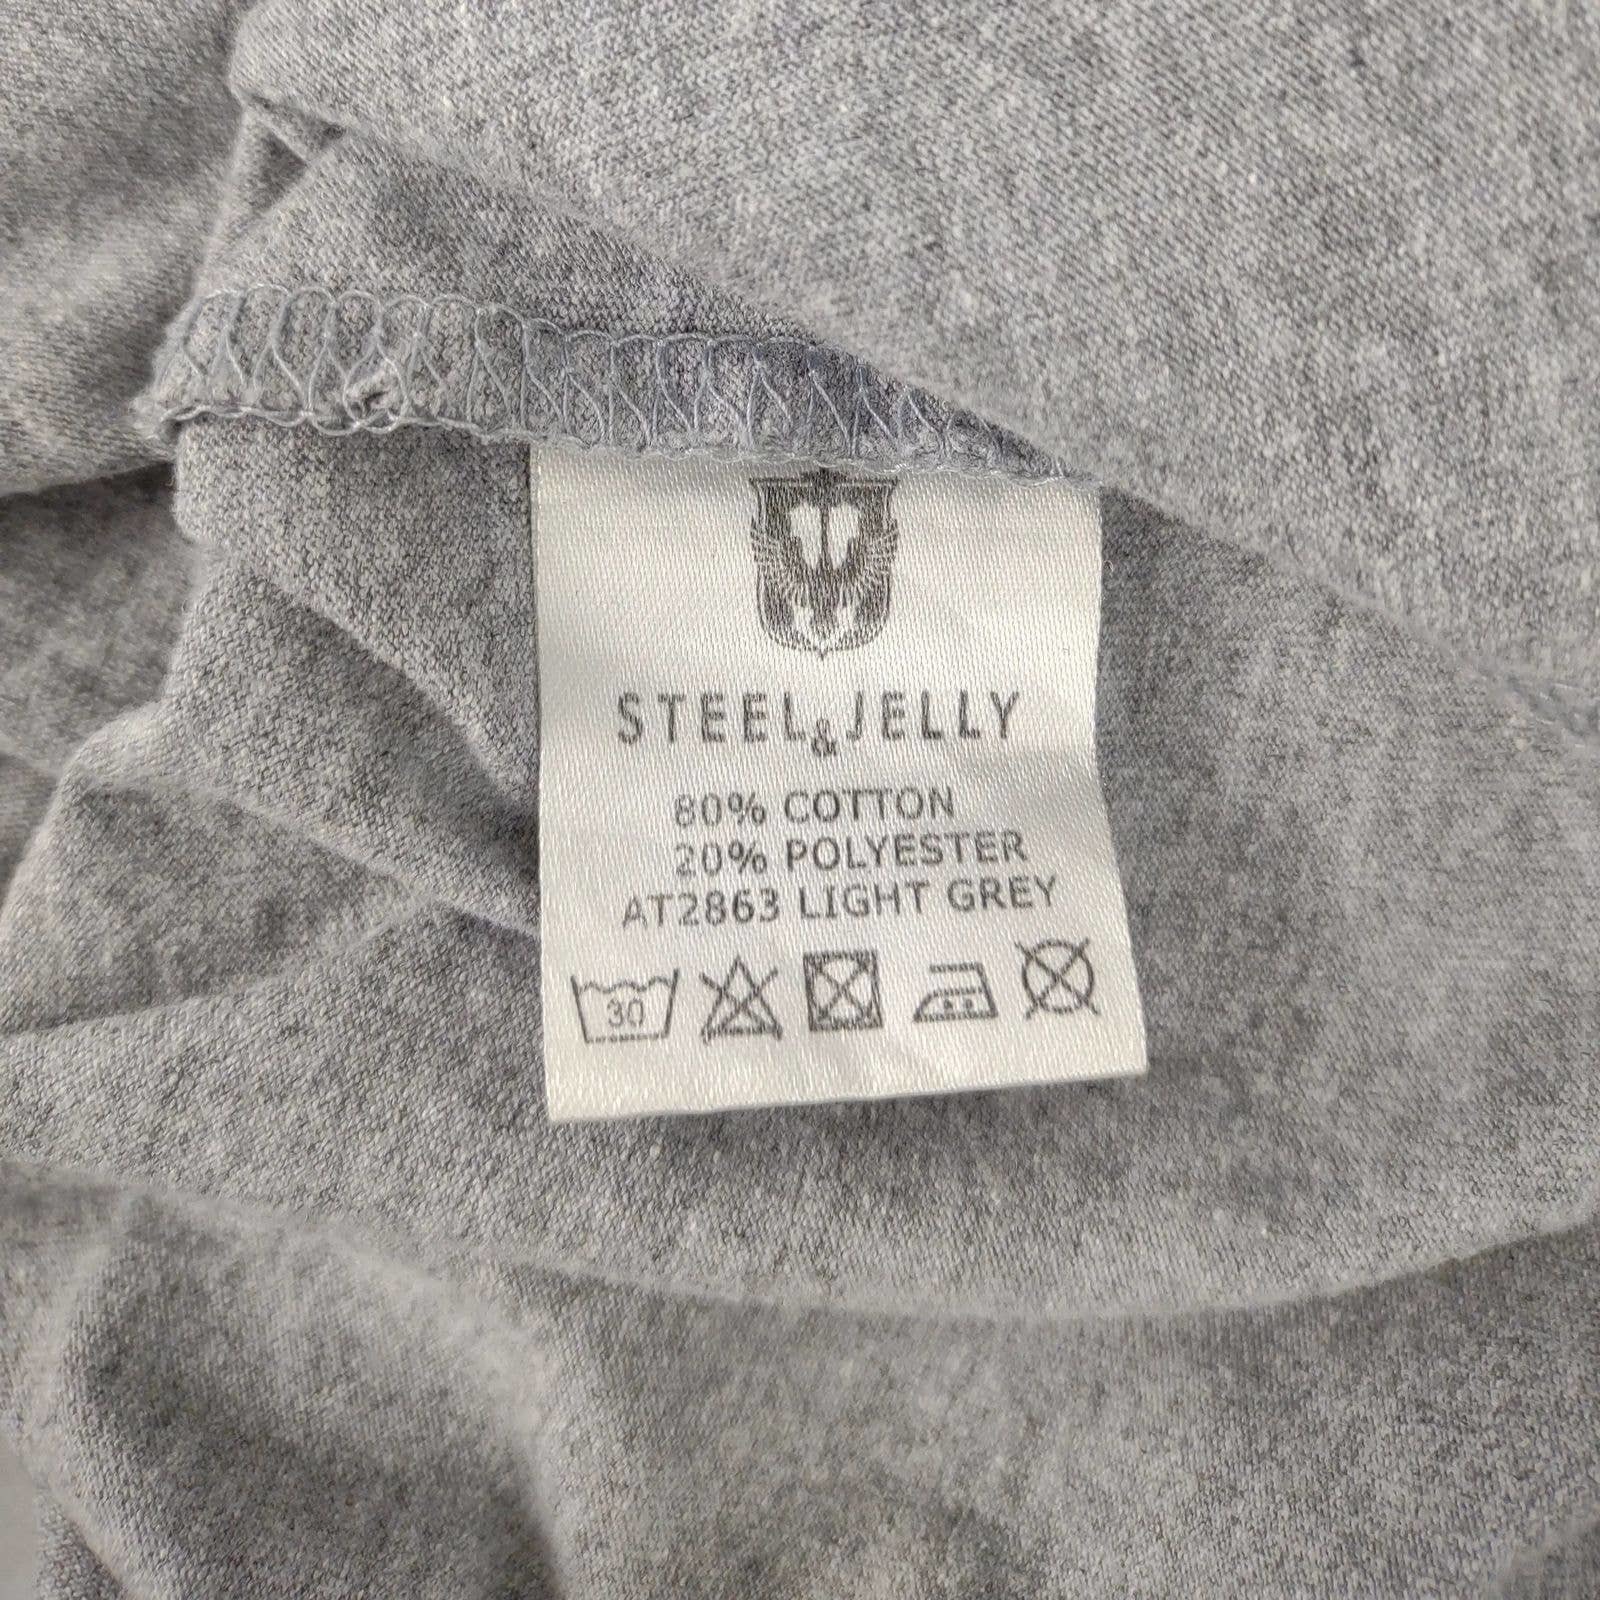 STEEL & JELLY
80% COTTON
20% POLYESTER
AT2863 LIGHT GREY
30